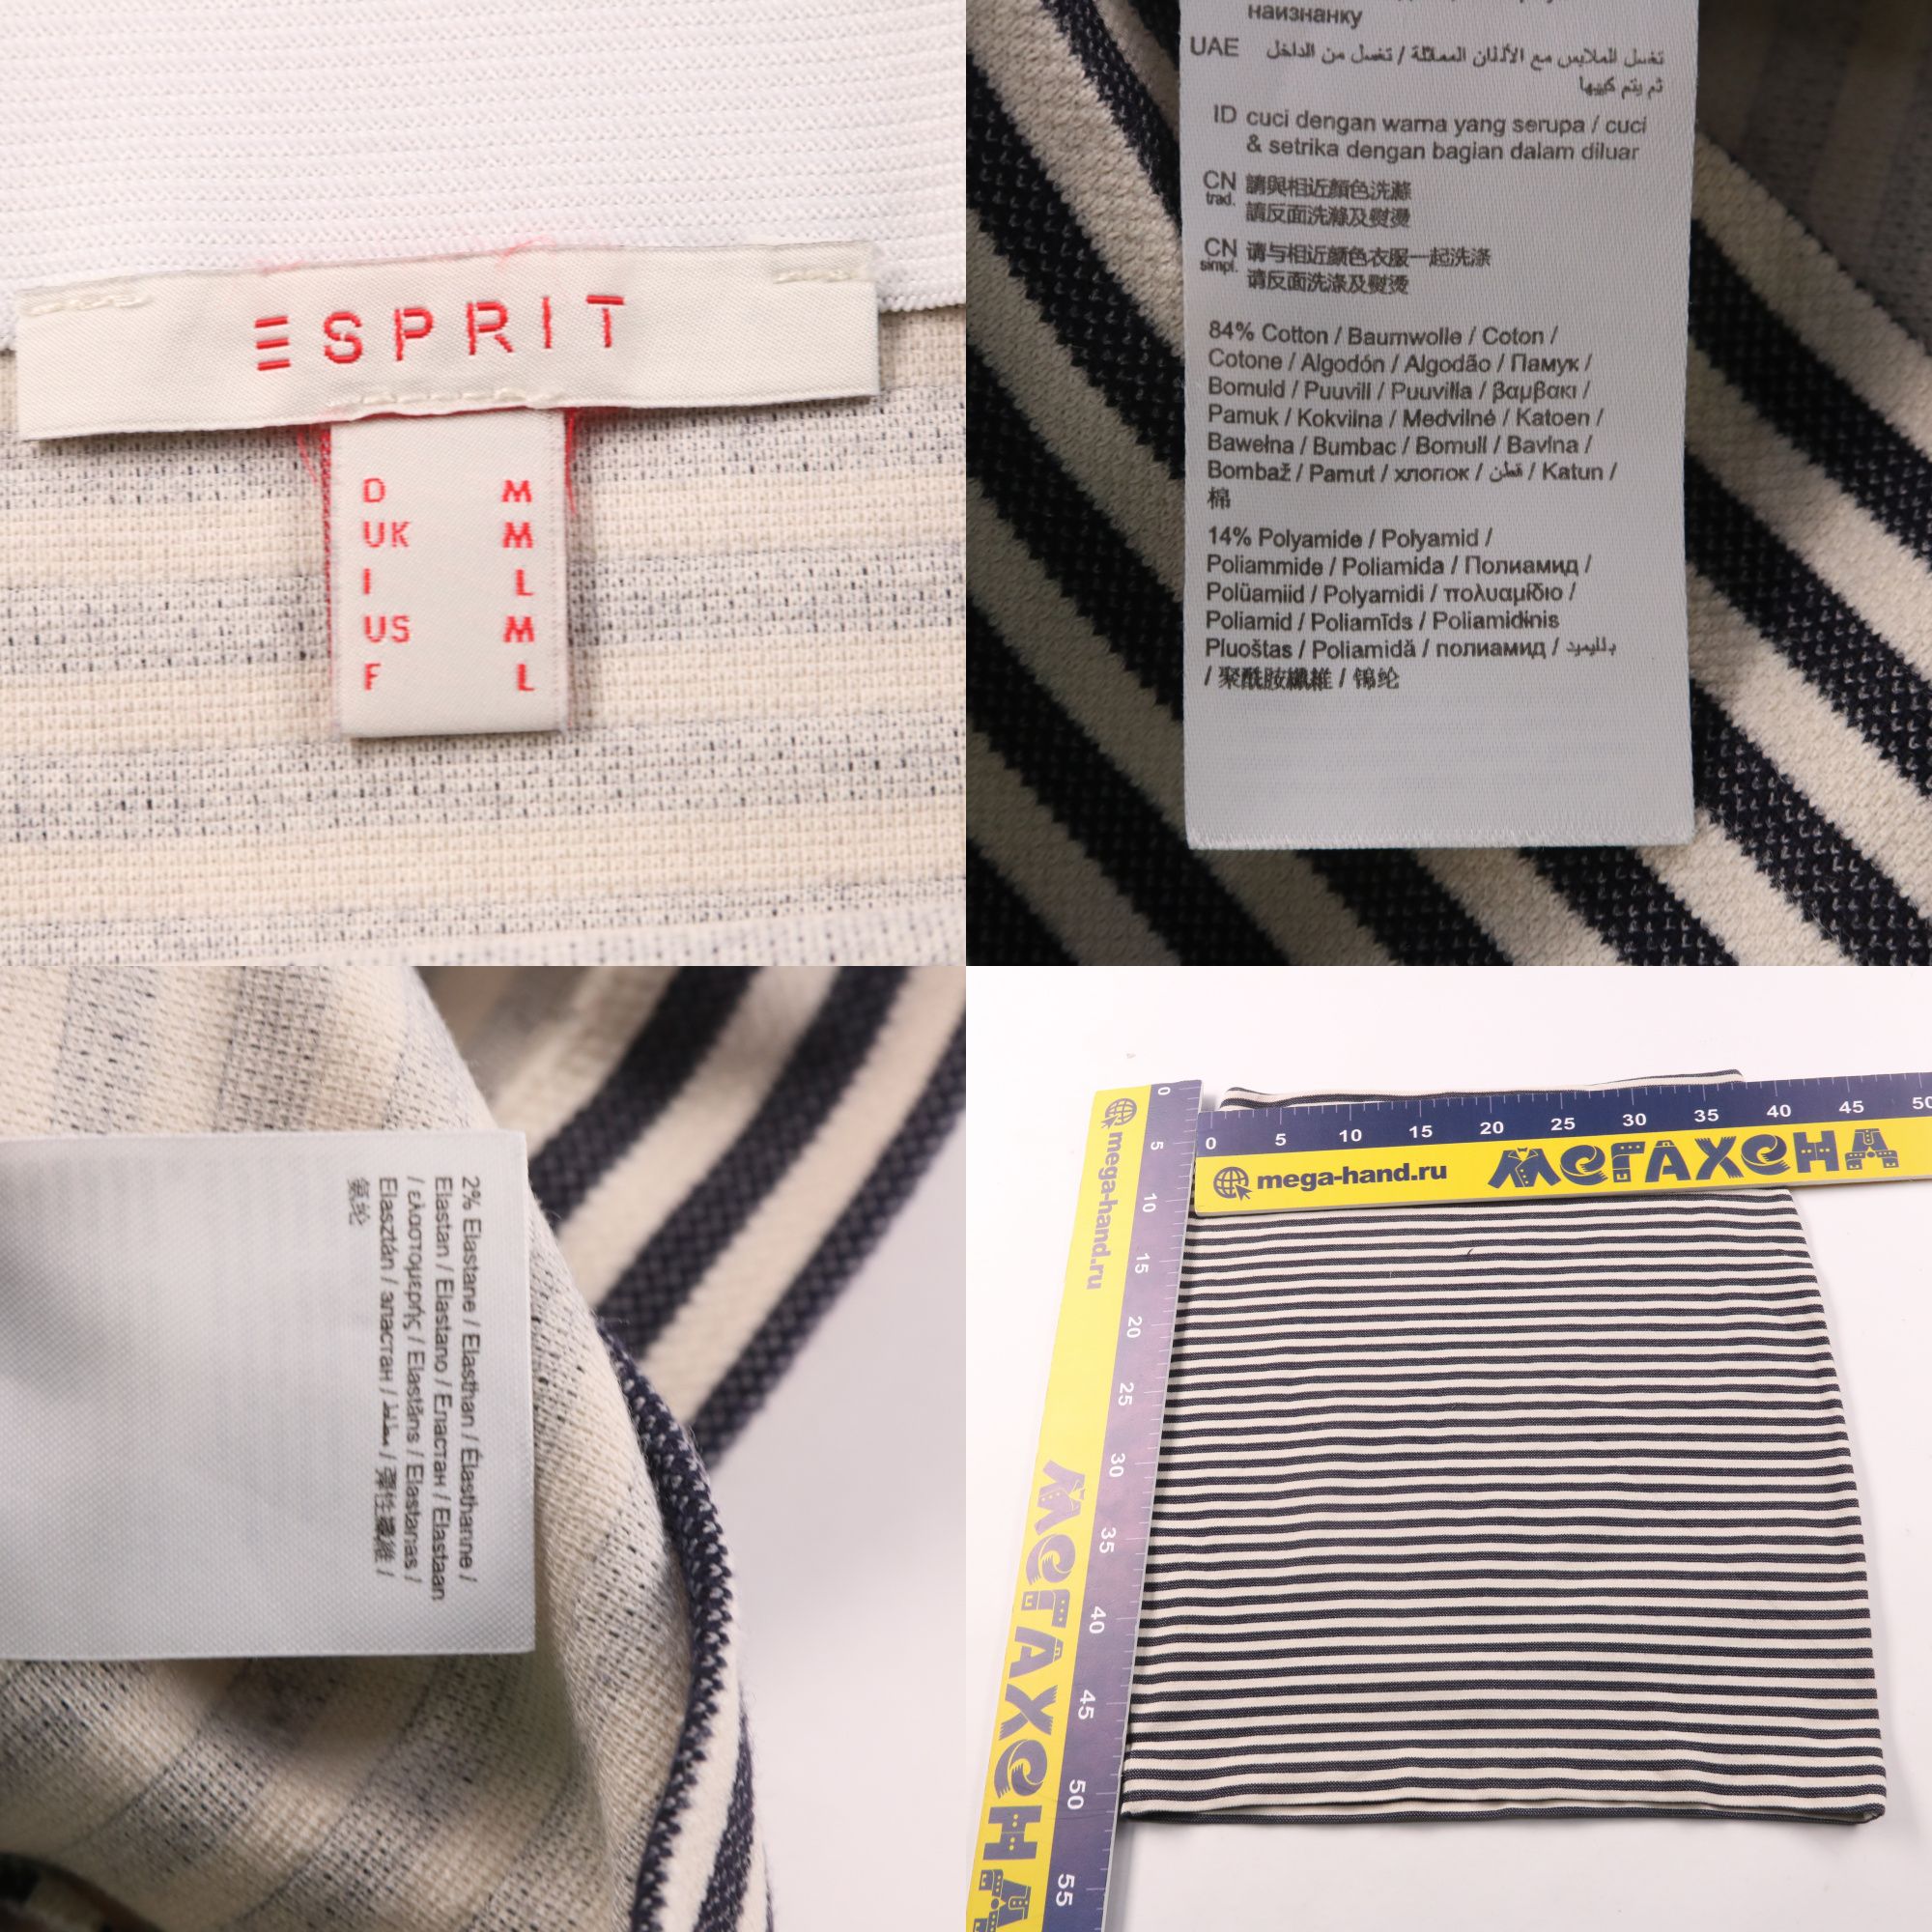 ESPRIT
D M
UK M
I L
US M
F L
наизнанку
UAE تغسل الملابس مع الألوان المماثلة / تغسل من الداخل
ثم يتم كييها
ID cuci dengan warna yang serupa / cuci
& setrika dengan bagian dalam diluar
CN trad. 請與相近顏色洗滌
請反面洗滌及熨燙
CN simpl. 请与相近颜色衣服一起洗涤
请反面洗涤及熨烫
84% Cotton / Baumwolle / Coton /
Cotone / Algodón / Algodão / Памук /
Bomuld / Puuvill / Puuvilla / βαμβακι /
Pamuk / Kokvilna / Medvilné / Katoen /
Bawełna / Bumbac / Bomull / Bavlna /
Bombaž / Pamut / хлопок / قطن / Katun /
棉
14% Polyamide / Polyamid /
Poliammide / Poliamida / Полиамид /
Polüamiid / Polyamidi / πολυαμίδιο /
Poliamid / Poliamīds / Poliamidinis
Pluoštas / Poliamidă / полиамид /
/ 聚酰胺纖維 / 锦纶
2% Elastane / Elasthan / Élasthanne /
Elastan / Elastano / Еластан / Elastaan
/ ελαστομερής / Elastāns / Elastanas /
Elasztán / эластан / / 彈性纖維 /
氨纶
0 5 10 15 20 25 30 35 40 45 50
mega-hand.ru МЕГАХЕНД
0 5 10 15 20 25 30 35 40 45 50 55
mega-hand.ru МЕГАХЕНД